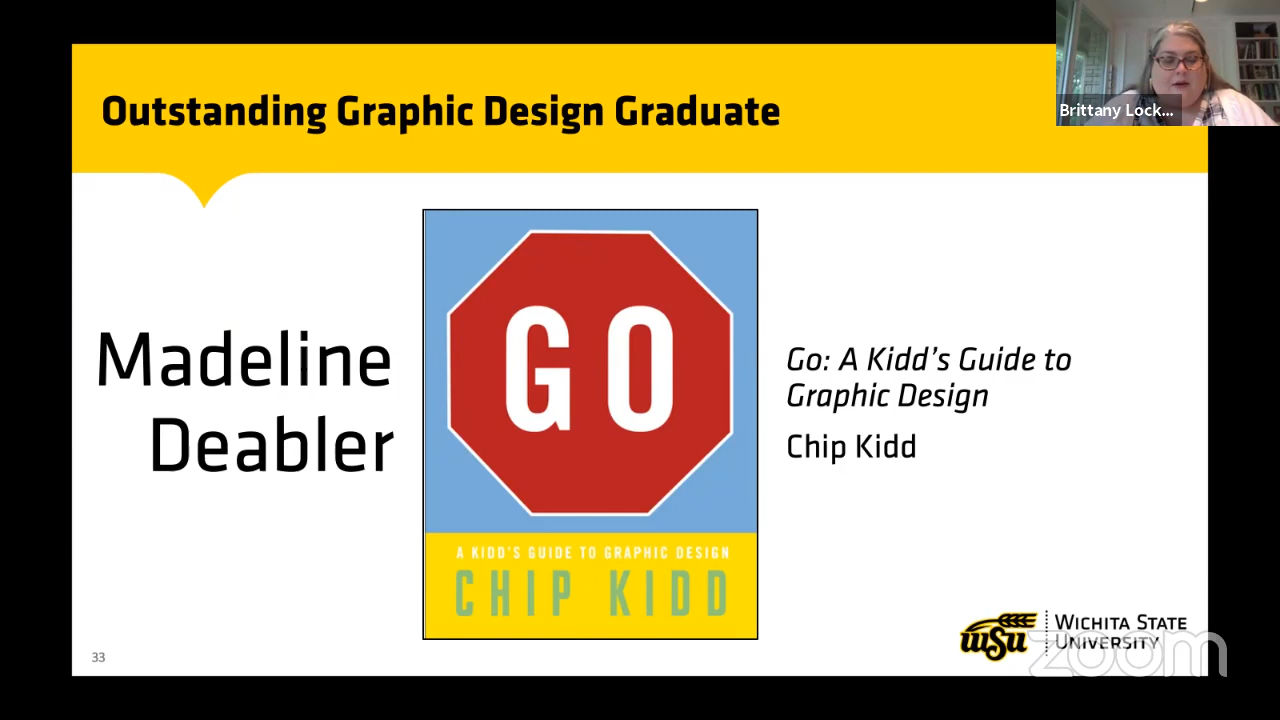 Outstanding Graphic Design Graduate
Brittany Lock...
Madeline
Deabler
GO
A KIDD'S GUIDE TO GRAPHIC DESIGN
CHIP KIDD
Go: A Kidd's Guide to
Graphic Design
Chip Kidd
33
wsu
WICHITA STATE
UNIVERSITY
zoom